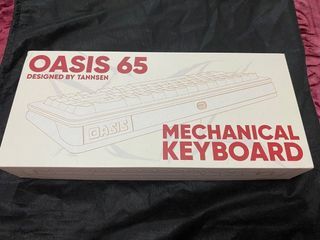 OASIS 65
DESIGNED BY TANNSEN
OASIS
MECHANICAL
KEYBOARD